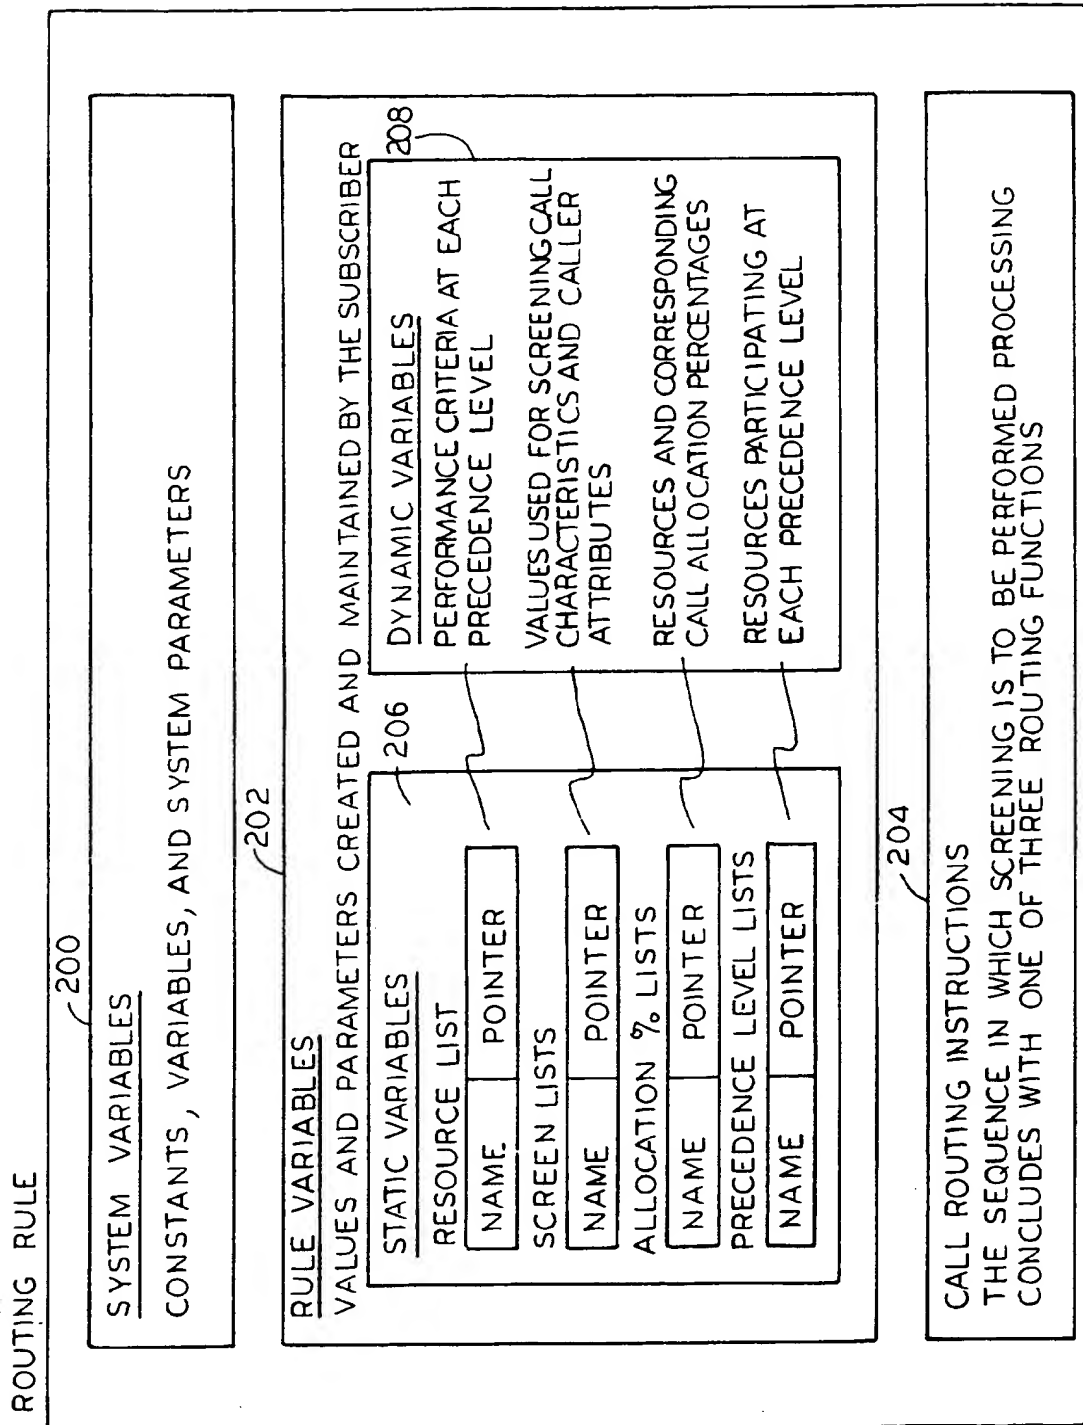 ROUTING RULE
200
SYSTEM VARIABLES
CONSTANTS, VARIABLES, AND SYSTEM PARAMETERS
202
RULE VARIABLES
VALUES AND PARAMETERS CREATED AND MAINTAINED BY THE SUBSCRIBER
206
STATIC VARIABLES
RESOURCE LIST
NAME POINTER
SCREEN LISTS
NAME POINTER
ALLOCATION % LISTS
NAME POINTER
PRECEDENCE LEVEL LISTS
NAME POINTER
208
DYNAMIC VARIABLES
PERFORMANCE CRITERIA AT EACH
PRECEDENCE LEVEL
VALUES USED FOR SCREENING CALL
CHARACTERISTICS AND CALLER
ATTRIBUTES
RESOURCES AND CORRESPONDING
CALL ALLOCATION PERCENTAGES
RESOURCES PARTICIPATING AT
EACH PRECEDENCE LEVEL
204
CALL ROUTING INSTRUCTIONS
THE SEQUENCE IN WHICH SCREENING IS TO BE PERFORMED PROCESSING
CONCLUDES WITH ONE OF THREE ROUTING FUNCTIONS